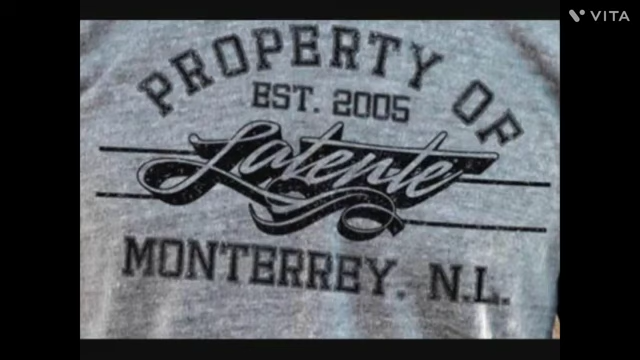 VITA
PROPERTY OF
EST. 2005
Latente
MONTERREY, N.L.